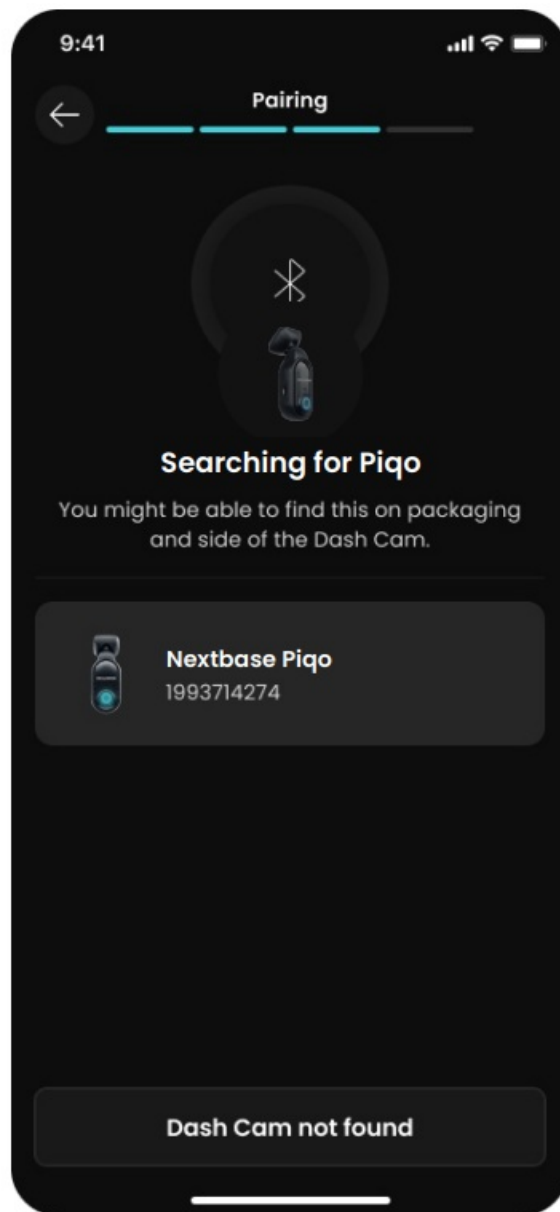 9:41
Pairing
Searching for Piqo
You might be able to find this on packaging
and side of the Dash Cam.
Nextbase Piqo
1993714274
Dash Cam not found